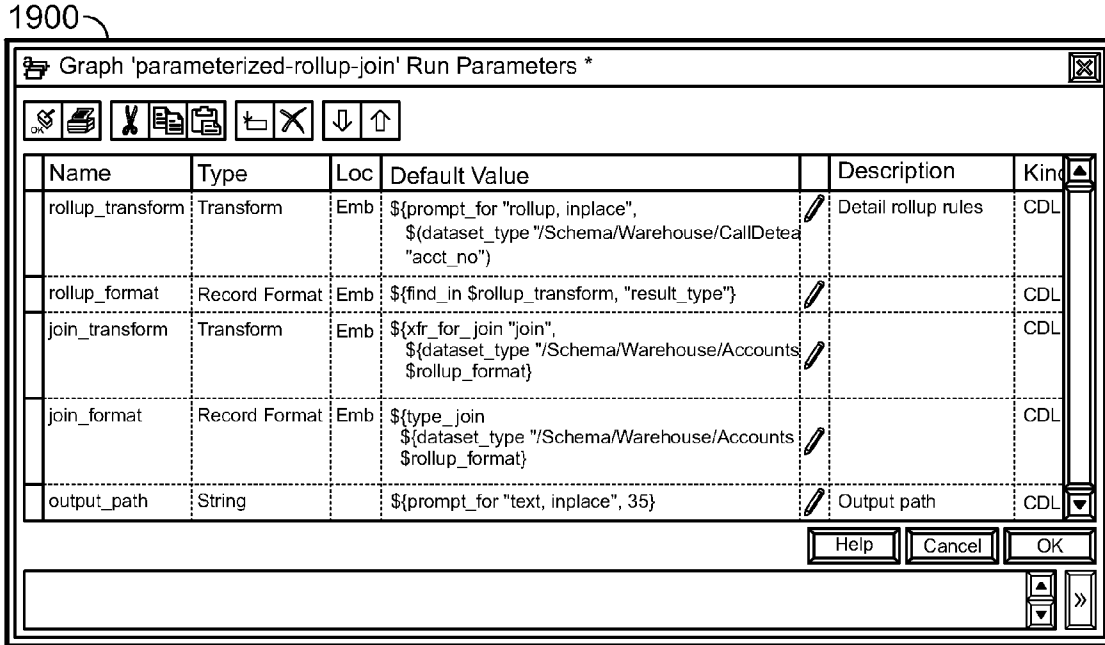 1900
Graph 'parameterized-rollup-join' Run Parameters *
OK
Name Type Loc Default Value Description Kind
rollup_transform Transform Emb ${prompt_for "rollup, inplace", Detail rollup rules CDL
$(dataset_type "/Schema/Warehouse/CallDetea
"acct_no")
rollup_format Record Format Emb ${find_in $rollup_transform, "result_type"} CDL
join_transform Transform Emb ${xfr_for_join "join", CDL
${dataset_type "/Schema/Warehouse/Accounts
$rollup_format}
join_format Record Format Emb ${type_join CDL
${dataset_type "/Schema/Warehouse/Accounts
$rollup_format}
output_path String ${prompt_for "text, inplace", 35} Output path CDL
Help Cancel OK
»